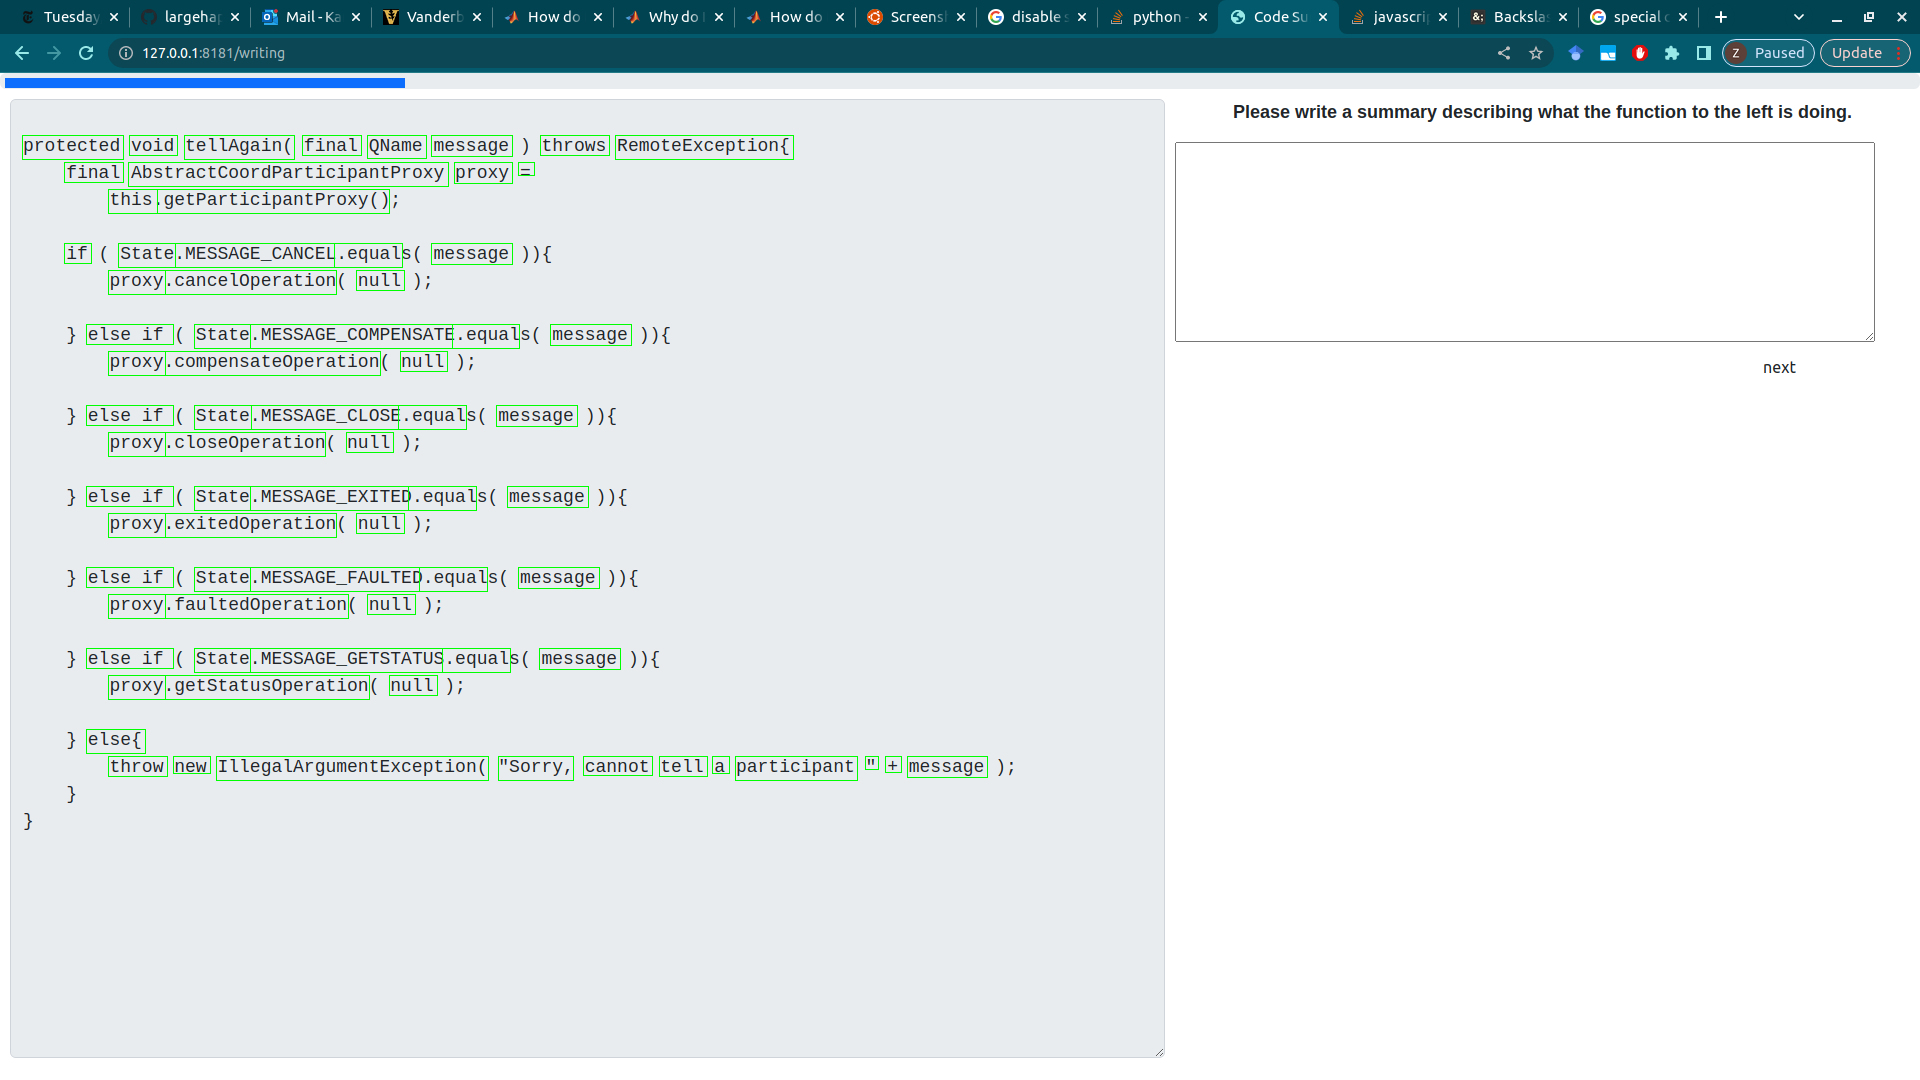 Tuesday
largeha
Mail - Ka
Vanderb
How do
Why do
How do
Screens
disable s
python -
Code Su
javascri
Backslas
special c
127.0.0.1:8181/writing
Z Paused
Update
Please write a summary describing what the function to the left is doing.
protected void tellAgain( final QName message ) throws RemoteException{
final AbstractCoordParticipantProxy proxy =
this.getParticipantProxy();
if ( State.MESSAGE_CANCEL.equals( message )){
proxy.cancelOperation( null );
} else if ( State.MESSAGE_COMPENSATE.equals( message )){
proxy.compensateOperation( null );
} else if ( State.MESSAGE_CLOSE.equals( message )){
proxy.closeOperation( null );
} else if ( State.MESSAGE_EXITED.equals( message )){
proxy.exitedOperation( null );
} else if ( State.MESSAGE_FAULTED.equals( message )){
proxy.faultedOperation( null );
} else if ( State.MESSAGE_GETSTATUS.equals( message )){
proxy.getStatusOperation( null );
} else{
throw new IllegalArgumentException( "Sorry, cannot tell a participant " + message );
}
}
next